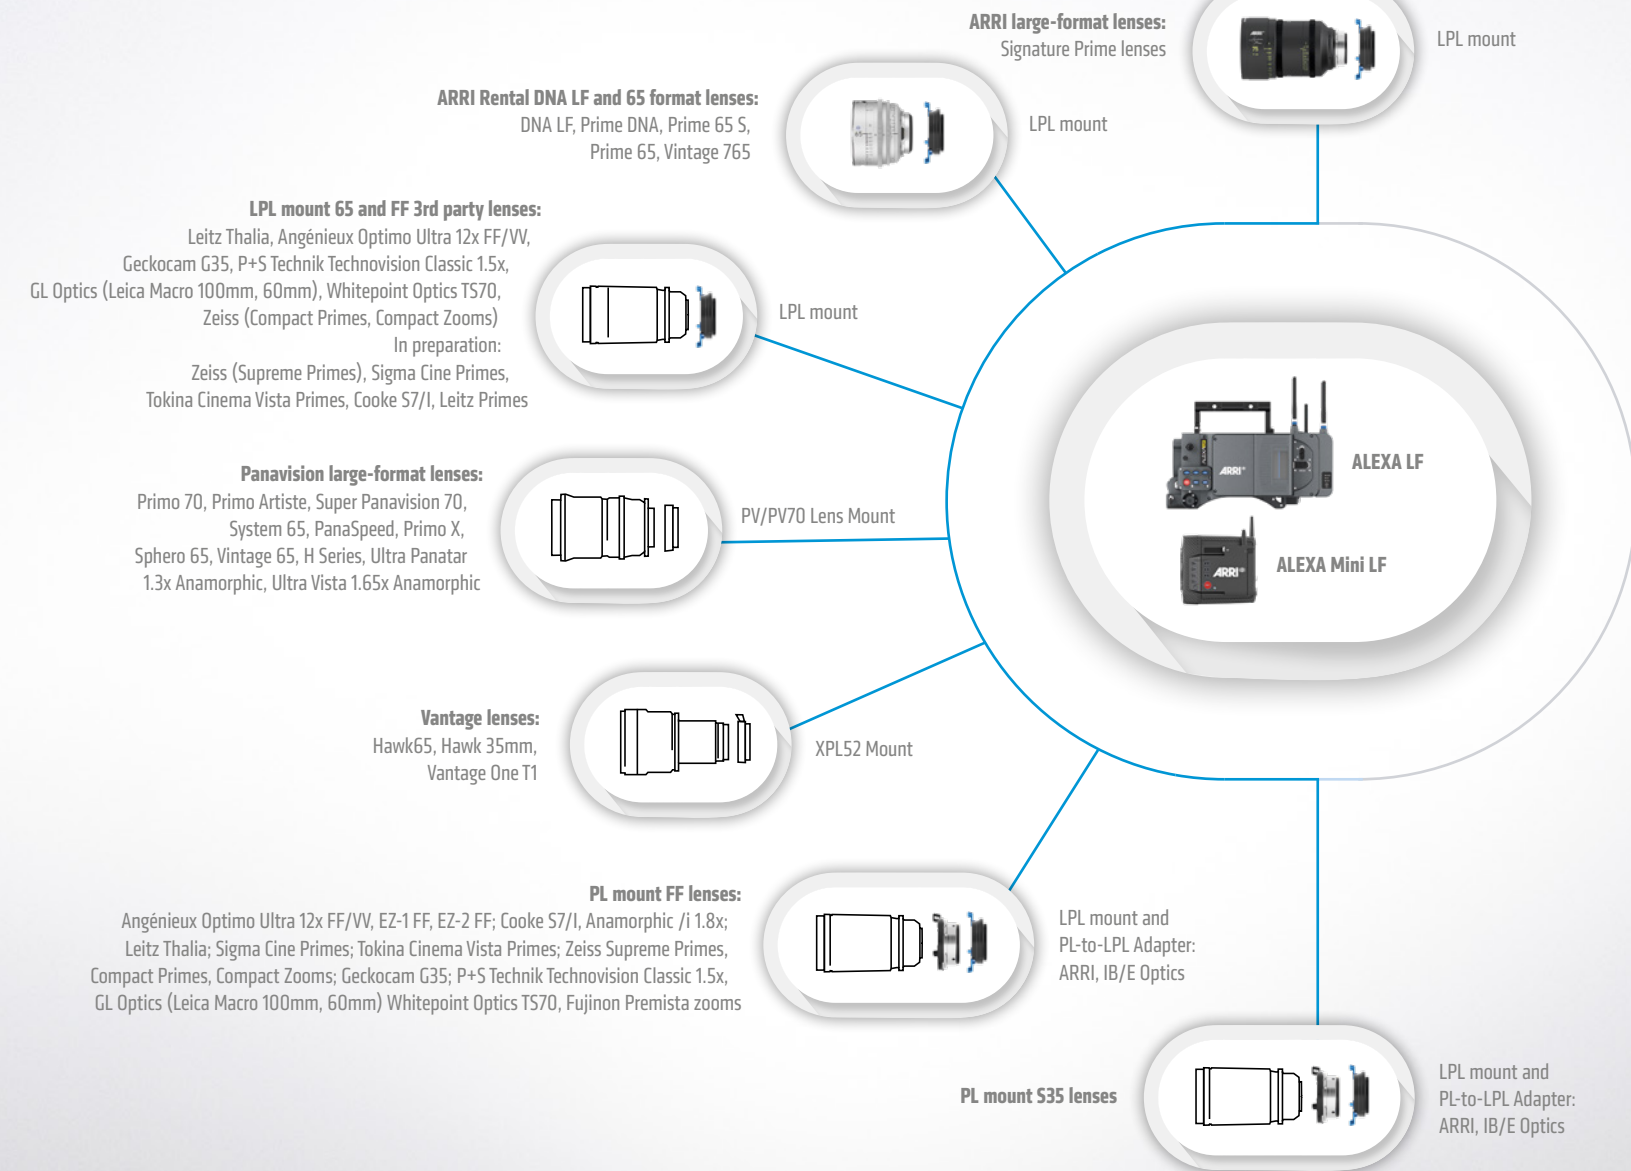 ARRI large-format lenses:
Signature Prime lenses
LPL mount
ARRI Rental DNA LF and 65 format lenses:
DNA LF, Prime DNA, Prime 65 S,
Prime 65, Vintage 765
LPL mount
LPL mount 65 and FF 3rd party lenses:
Leitz Thalia, Angénieux Optimo Ultra 12x FF/VV,
Geckocam G35, P+S Technik Technovision Classic 1.5x,
GL Optics (Leica Macro 100mm, 60mm), Whitepoint Optics TS70,
Zeiss (Compact Primes, Compact Zooms)
In preparation:
Zeiss (Supreme Primes), Sigma Cine Primes,
Tokina Cinema Vista Primes, Cooke S7/I, Leitz Primes
LPL mount
Panavision large-format lenses:
Primo 70, Primo Artiste, Super Panavision 70,
System 65, PanaSpeed, Primo X,
Sphero 65, Vintage 65, H Series, Ultra Panatar
1.3x Anamorphic, Ultra Vista 1.65x Anamorphic
PV/PV70 Lens Mount
ARRI
ALEXA LF
ARRI
ALEXA Mini LF
Vantage lenses:
Hawk65, Hawk 35mm,
Vantage One T1
XPL52 Mount
PL mount FF lenses:
Angénieux Optimo Ultra 12x FF/VV, EZ-1 FF, EZ-2 FF; Cooke S7/I, Anamorphic /i 1.8x;
Leitz Thalia; Sigma Cine Primes; Tokina Cinema Vista Primes; Zeiss Supreme Primes,
Compact Primes, Compact Zooms; Geckocam G35; P+S Technik Technovision Classic 1.5x,
GL Optics (Leica Macro 100mm, 60mm) Whitepoint Optics TS70, Fujinon Premista zooms
LPL mount and
PL-to-LPL Adapter:
ARRI, IB/E Optics
PL mount S35 lenses
LPL mount and
PL-to-LPL Adapter:
ARRI, IB/E Optics